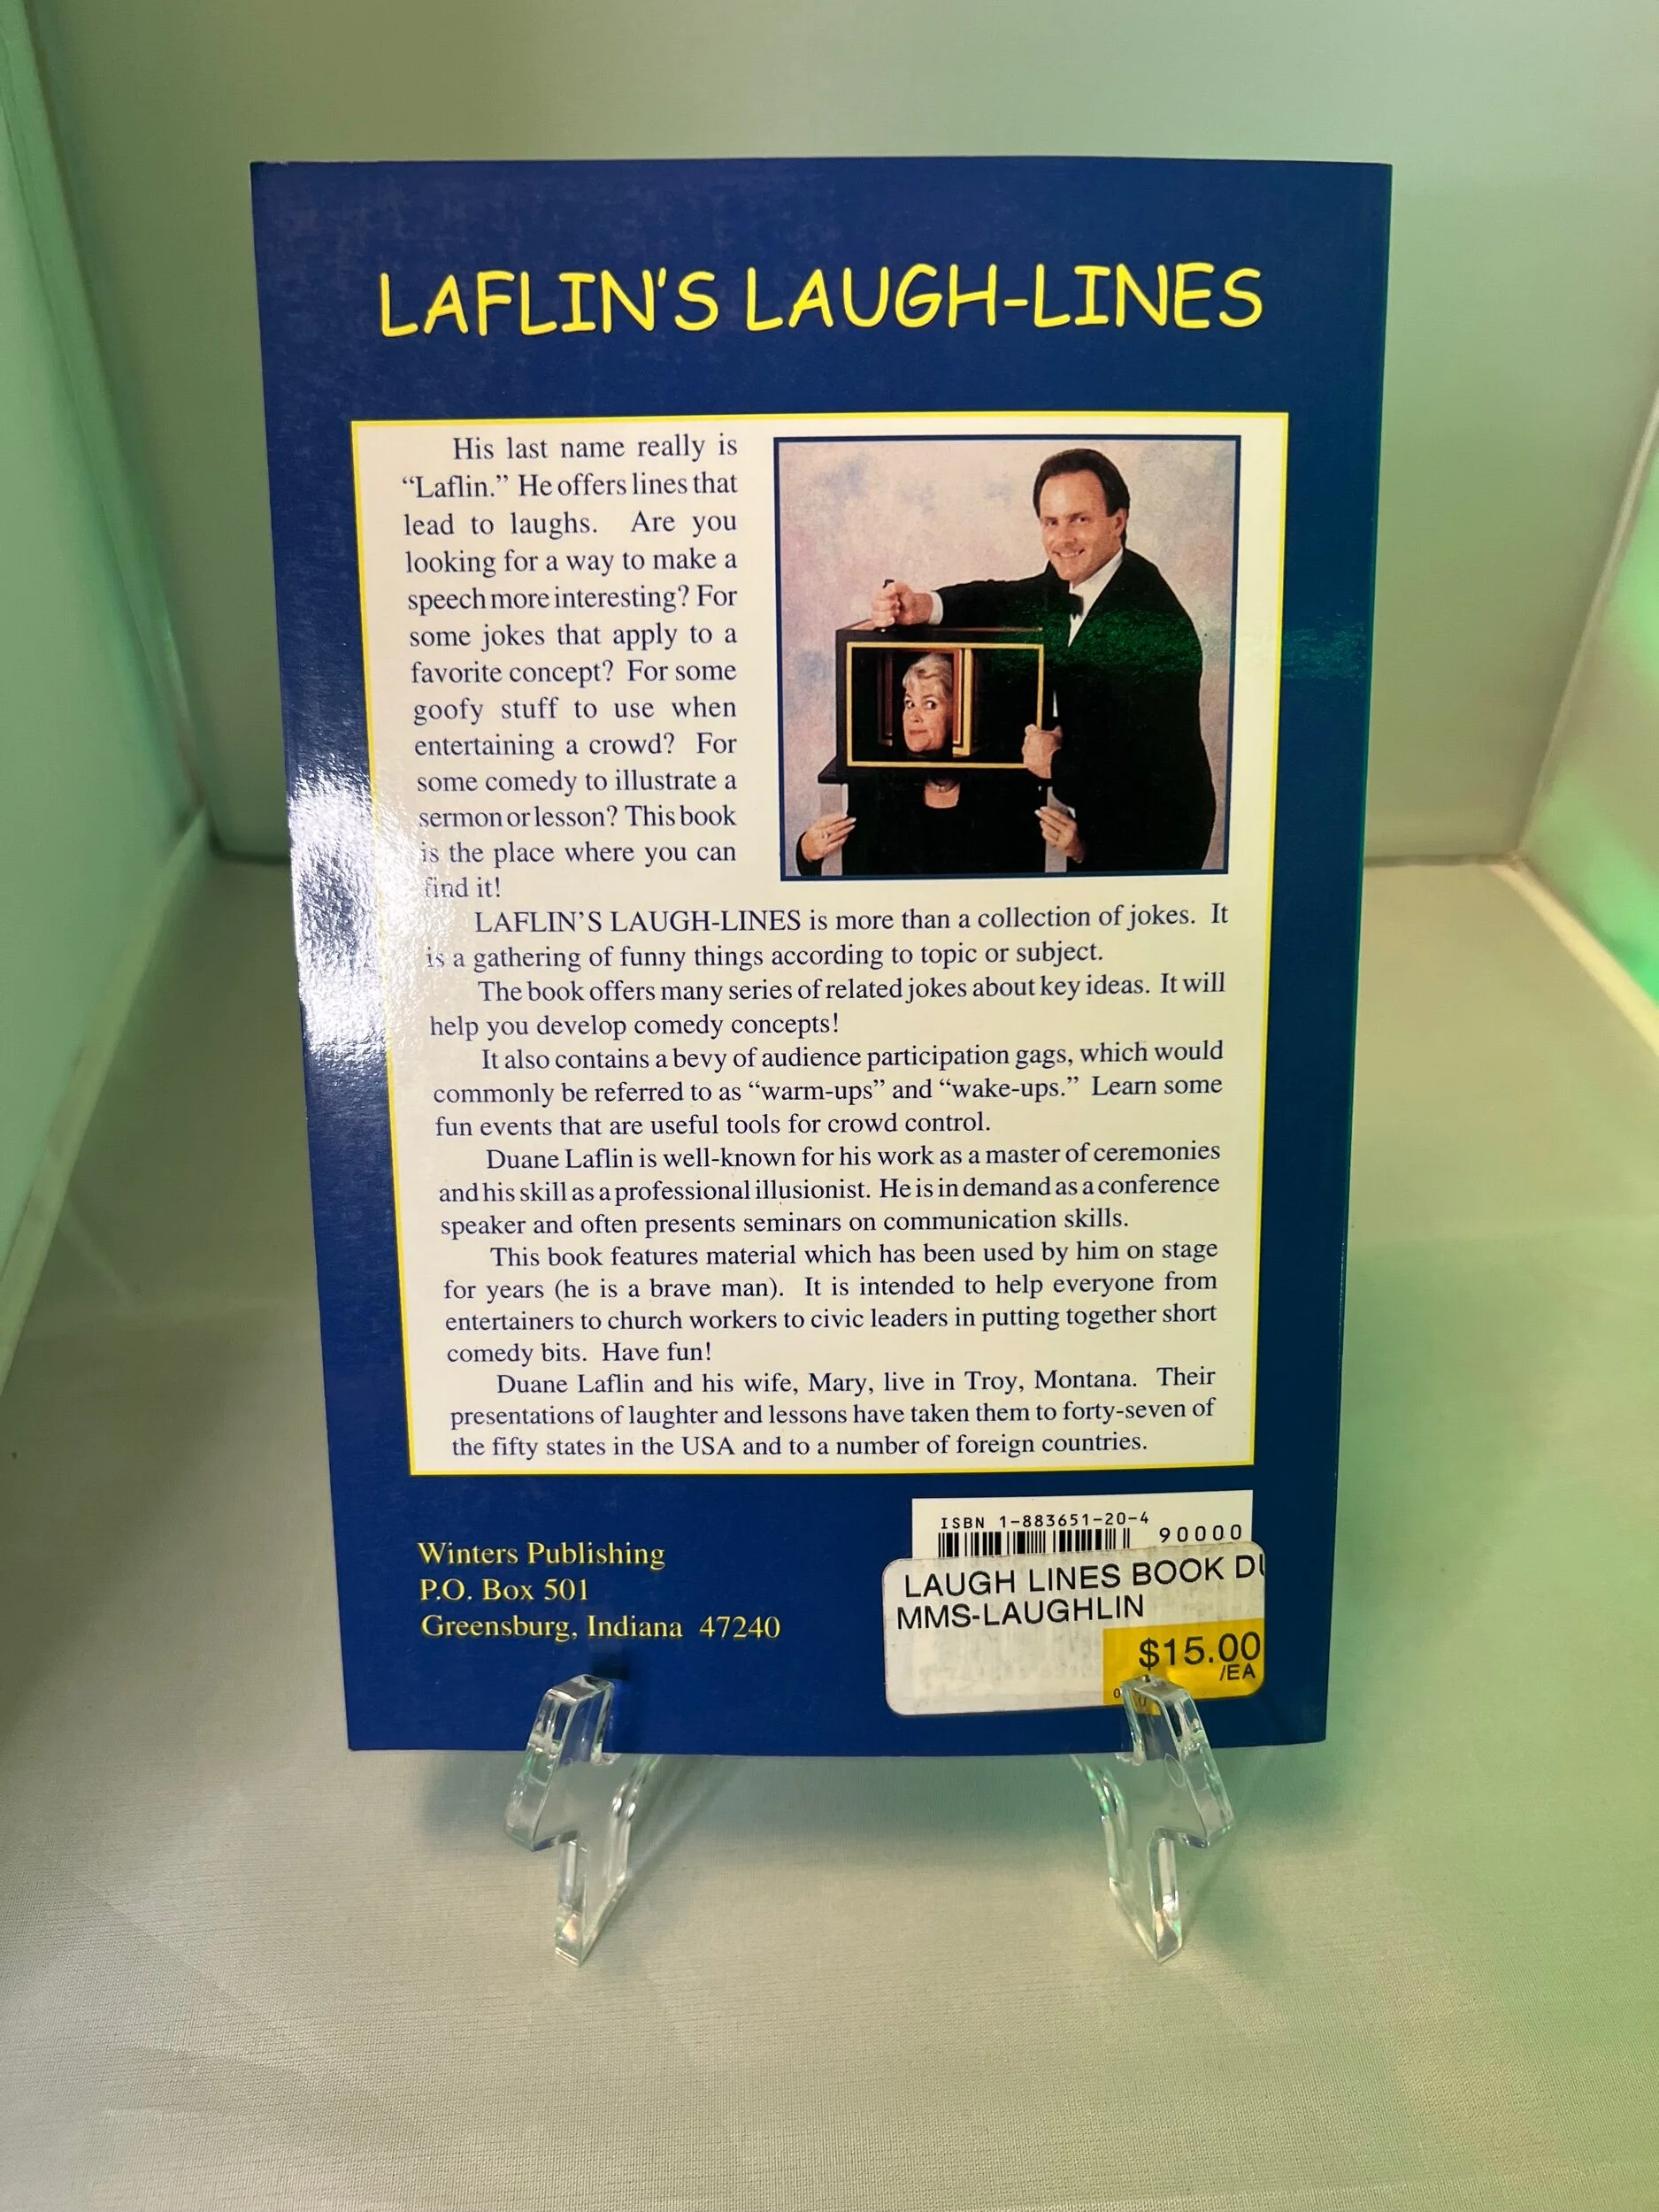 LAFLIN'S LAUGH-LINES
His last name really is
“Laflin.” He offers lines that
lead to laughs. Are you
looking for a way to make a
speech more interesting? For
some jokes that apply to a
favorite concept? For some
goofy stuff to use when
entertaining a crowd? For
some comedy to illustrate a
sermon or lesson? This book
is the place where you can
find it!
LAFLIN'S LAUGH-LINES is more than a collection of jokes. It
is a gathering of funny things according to topic or subject.
The book offers many series of related jokes about key ideas. It will
help you develop comedy concepts!
It also contains a bevy of audience participation gags, which would
commonly be referred to as “warm-ups” and “wake-ups.” Learn some
fun events that are useful tools for crowd control.
Duane Laflin is well-known for his work as a master of ceremonies
and his skill as a professional illusionist. He is in demand as a conference
speaker and often presents seminars on communication skills.
This book features material which has been used by him on stage
for years (he is a brave man). It is intended to help everyone from
entertainers to church workers to civic leaders in putting together short
comedy bits. Have fun!
Duane Laflin and his wife, Mary, live in Troy, Montana. Their
presentations of laughter and lessons have taken them to forty-seven of
the fifty states in the USA and to a number of foreign countries.
Winters Publishing
P.O. Box 501
Greensburg, Indiana 47240
ISBN 1-883651-20-4
90000
LAUGH LINES BOOK DU
MMS-LAUGHLIN
$15.00
/EA